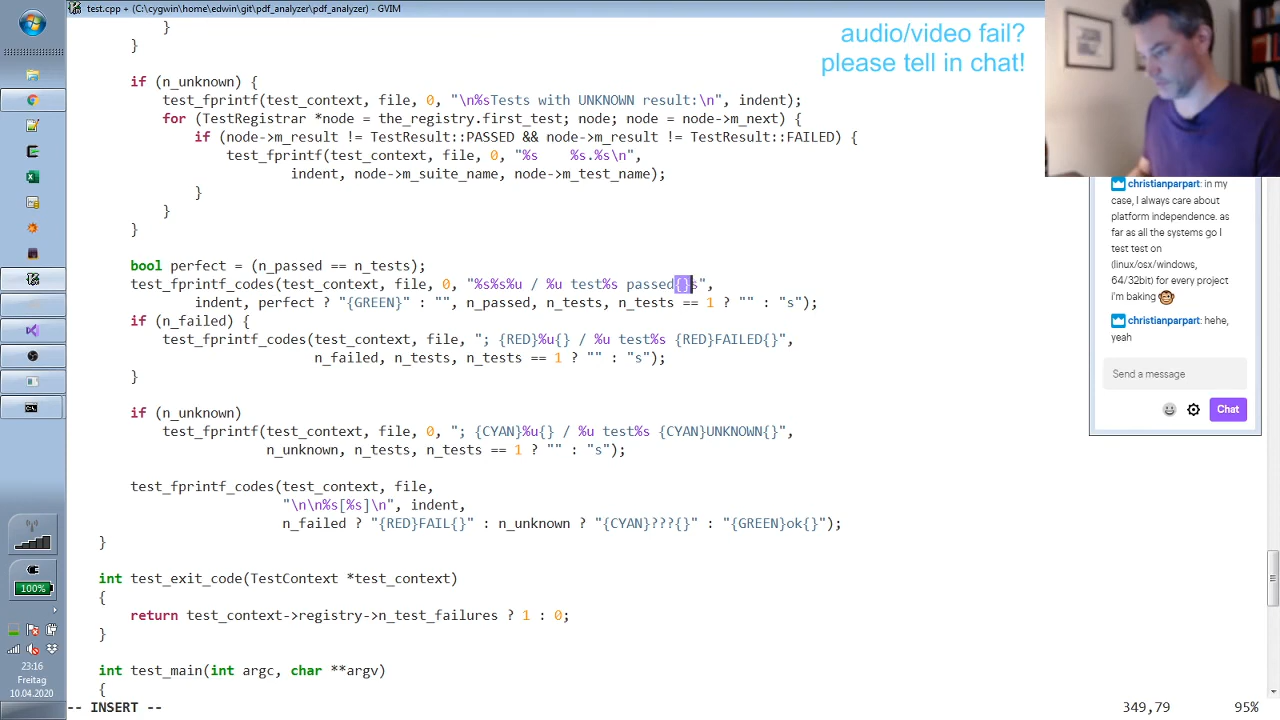 test.cpp + (C:\cygwin\home\edwin\git\pdf_analyzer\pdf_analyzer) - GVIM
audio/video fail?
please tell in chat!
}
}
if (n_unknown) {
test_fprintf(test_context, file, 0, "\n%sTests with UNKNOWN result:\n", indent);
for (TestRegistrar *node = the_registry.first_test; node; node = node->m_next) {
if (node->m_result != TestResult::PASSED && node->m_result != TestResult::FAILED) {
test_fprintf(test_context, file, 0, "%s    %s.%s\n",
indent, node->m_suite_name, node->m_test_name);
}
}
}
bool perfect = (n_passed == n_tests);
test_fprintf_codes(test_context, file, 0, "%s%s%u / %u test%s passed{}s",
indent, perfect ? "{GREEN}" : "", n_passed, n_tests, n_tests == 1 ? "" : "s");
if (n_failed) {
test_fprintf_codes(test_context, file, "; {RED}%u{} / %u test%s {RED}FAILED{}",
n_failed, n_tests, n_tests == 1 ? "" : "s");
}
if (n_unknown)
test_fprintf(test_context, file, 0, "; {CYAN}%u{} / %u test%s {CYAN}UNKNOWN{}",
n_unknown, n_tests, n_tests == 1 ? "" : "s");
test_fprintf_codes(test_context, file,
"\n\n%s[%s]\n", indent,
n_failed ? "{RED}FAIL{}" : n_unknown ? "{CYAN}???{}" : "{GREEN}ok{}");
}
int test_exit_code(TestContext *test_context)
{
return test_context->registry->n_test_failures ? 1 : 0;
}
int test_main(int argc, char **argv)
{
-- INSERT --
349,79
95%
christianparpart: in my
case, I always care about
platform independence. as
far as all the systems go I
test test on
(linux/osx/windows,
64/32bit) for every project
i'm baking
christianparpart: hehe,
yeah
Send a message
Chat
100%
23:16
Freitag
10.04.2020